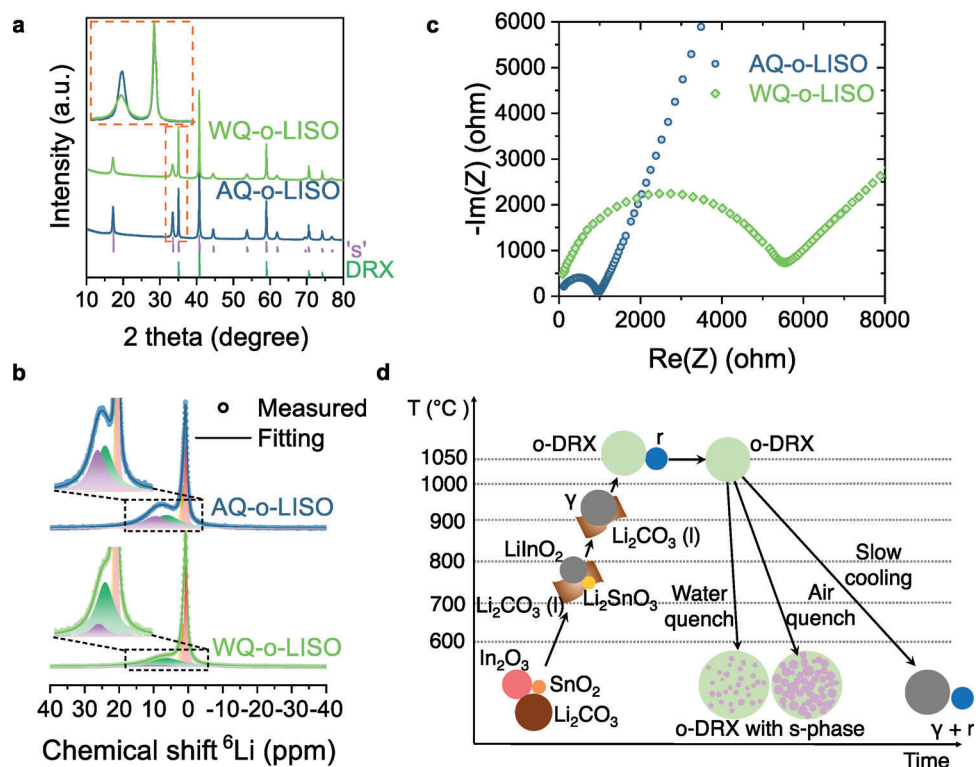 a
Intensity (a.u.)
WQ-o-LISO
AQ-o-LISO
's'
DRX
10 20 30 40 50 60 70 80
2 theta (degree)
b
Measured
Fitting
AQ-o-LISO
WQ-o-LISO
40 30 20 10 0 -10 -20 -30 -40
Chemical shift ⁶Li (ppm)
c
-Im(Z) (ohm)
6000
5000
4000
3000
2000
1000
0
AQ-o-LISO
WQ-o-LISO
0 2000 4000 6000 8000
Re(Z) (ohm)
d
T (°C)
1050
1000
900
800
700
600
o-DRX
r
o-DRX
γ
Li₂CO₃ (l)
LiInO₂
Li₂CO₃ (l)
Li₂SnO₃
In₂O₃
SnO₂
Li₂CO₃
Water
quench
Air
quench
Slow
cooling
o-DRX with s-phase
γ + r
Time